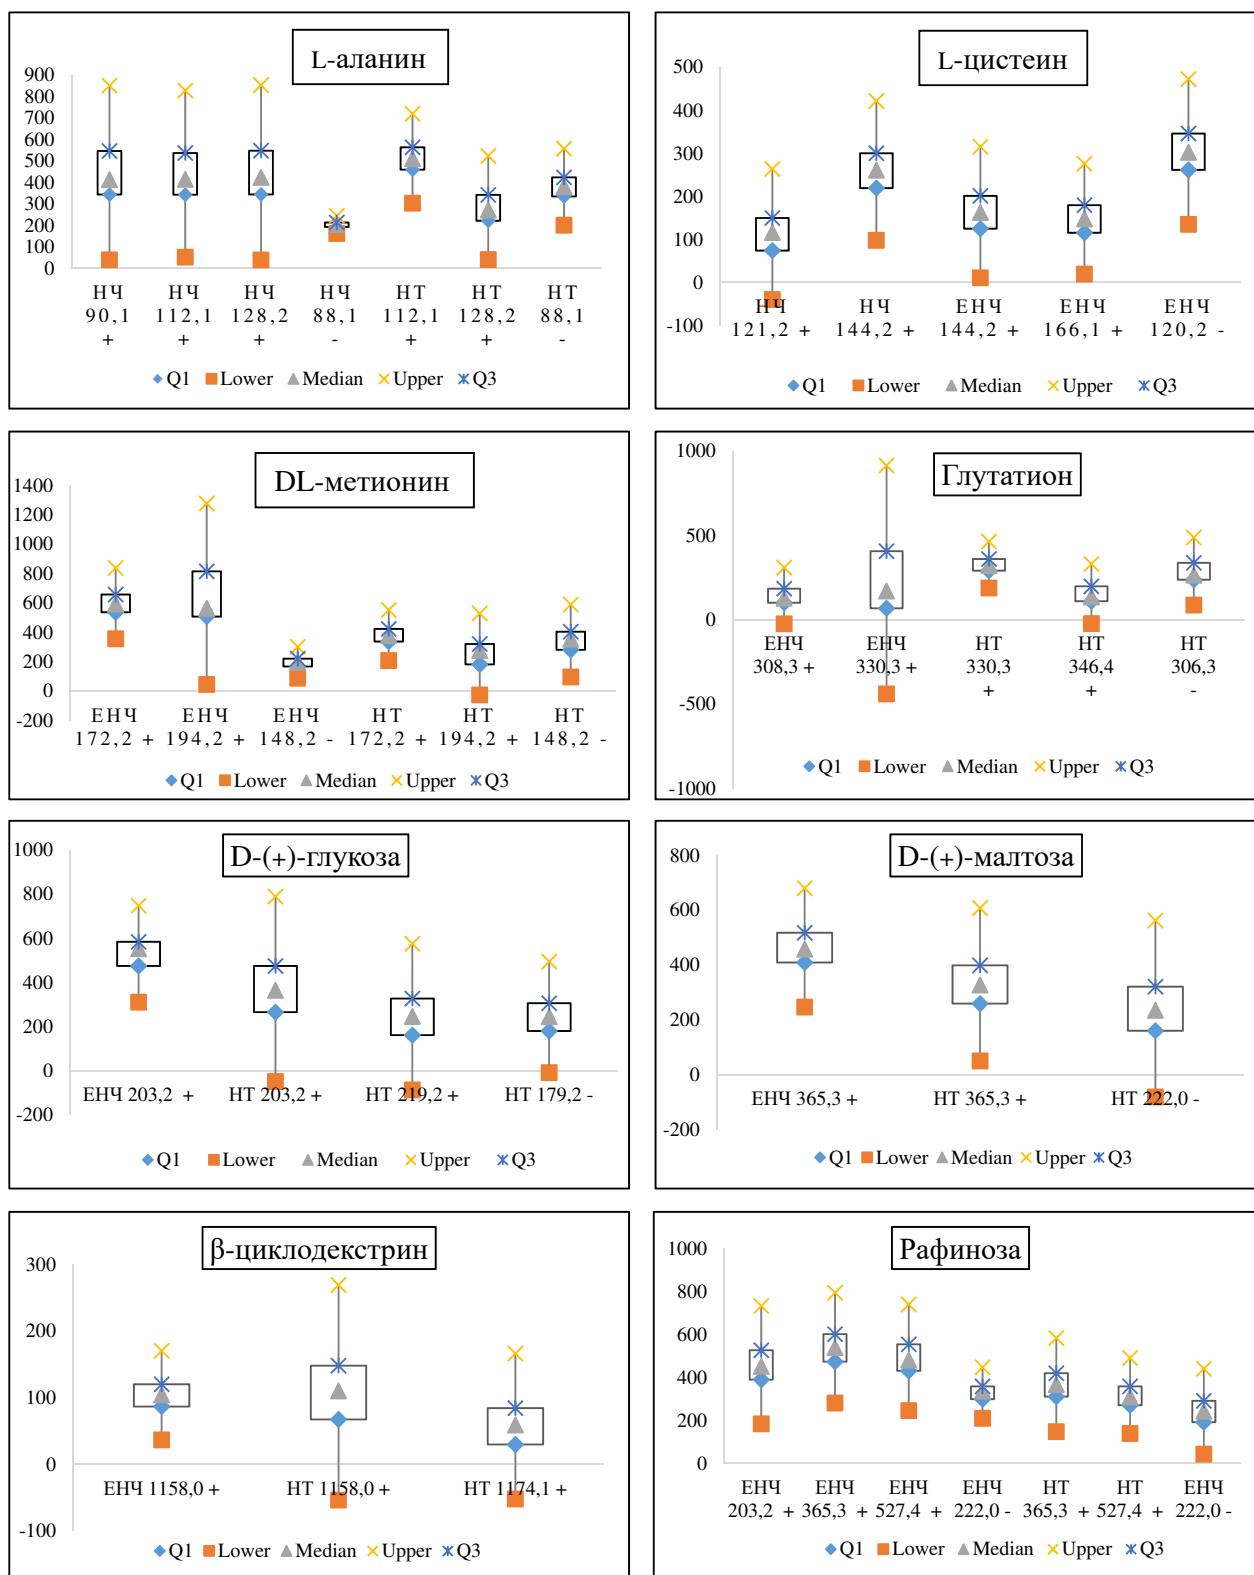 L-аланин
900
800
700
600
500
400
300
200
100
0
НЧ НЧ НЧ НЧ НТ НТ НТ
90,1 112,1 128,2 88,1 112,1 128,2 88,1
+ + + - + + -
Q1 Lower Median Upper Q3
L-цистеин
500
400
300
200
100
0
-100
НЧ НЧ ЕНЧ ЕНЧ ЕНЧ
121,2 + 144,2 + 144,2 + 166,1 + 120,2 -
Q1 Lower Median Upper Q3
DL-метионин
1400
1200
1000
800
600
400
200
0
-200
ЕНЧ ЕНЧ ЕНЧ НТ НТ НТ
172,2 + 194,2 + 148,2 - 172,2 + 194,2 + 148,2 -
Q1 Lower Median Upper Q3
Глутатион
1000
500
0
-500
-1000
ЕНЧ ЕНЧ НТ НТ НТ
308,3 + 330,3 + 330,3 346,4 306,3
+ + -
Q1 Lower Median Upper Q3
D-(+)-глукоза
1000
800
600
400
200
0
-200
ЕНЧ 203,2 + НТ 203,2 + НТ 219,2 + НТ 179,2 -
Q1 Lower Median Upper Q3
D-(+)-малтоза
800
600
400
200
0
-200
ЕНЧ 365,3 + НТ 365,3 + НТ 222,0 -
Q1 Lower Median Upper Q3
β-циклодекстрин
300
200
100
0
-100
ЕНЧ 1158,0 + НТ 1158,0 + НТ 1174,1 +
Q1 Lower Median Upper Q3
Рафиноза
1000
800
600
400
200
0
ЕНЧ ЕНЧ ЕНЧ ЕНЧ НТ НТ ЕНЧ
203,2 + 365,3 + 527,4 + 222,0 - 365,3 + 527,4 + 222,0 -
Q1 Lower Median Upper Q3